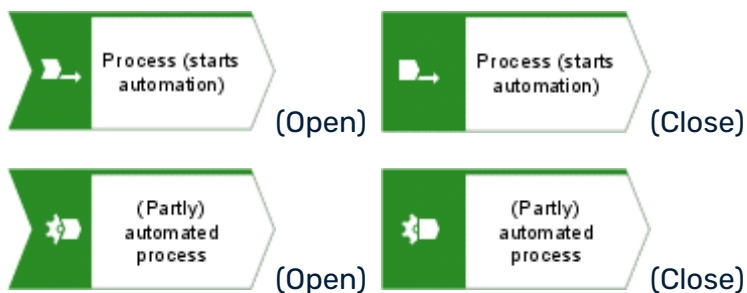 Process (starts
automation)
(Open)
Process (starts
automation)
(Close)
(Partly)
automated
process
(Open)
(Partly)
automated
process
(Close)